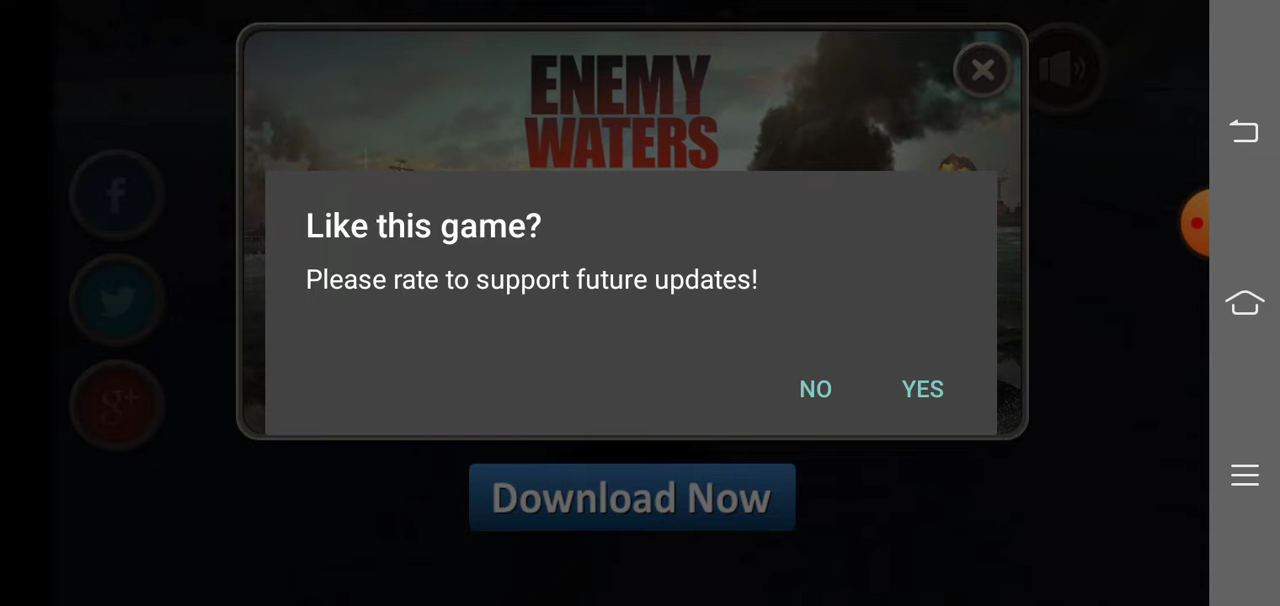 ENEMY
WATERS
Like this game?
Please rate to support future updates!
NO YES
f
g+
Download Now